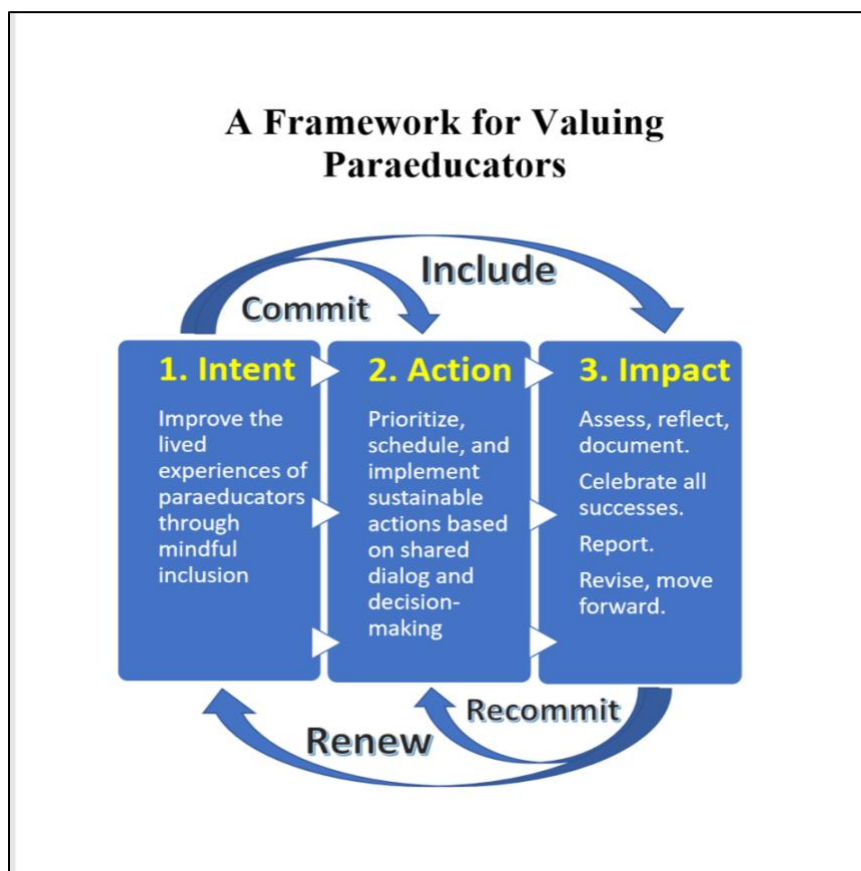 A Framework for Valuing
Paraeducators
Include
Commit
1. Intent
Improve the
lived
experiences of
paraeducators
through
mindful
inclusion
2. Action
Prioritize,
schedule, and
implement
sustainable
actions based
on shared
dialog and
decision-
making
3. Impact
Assess, reflect,
document.
Celebrate all
successes.
Report.
Revise, move
forward.
Recommit
Renew